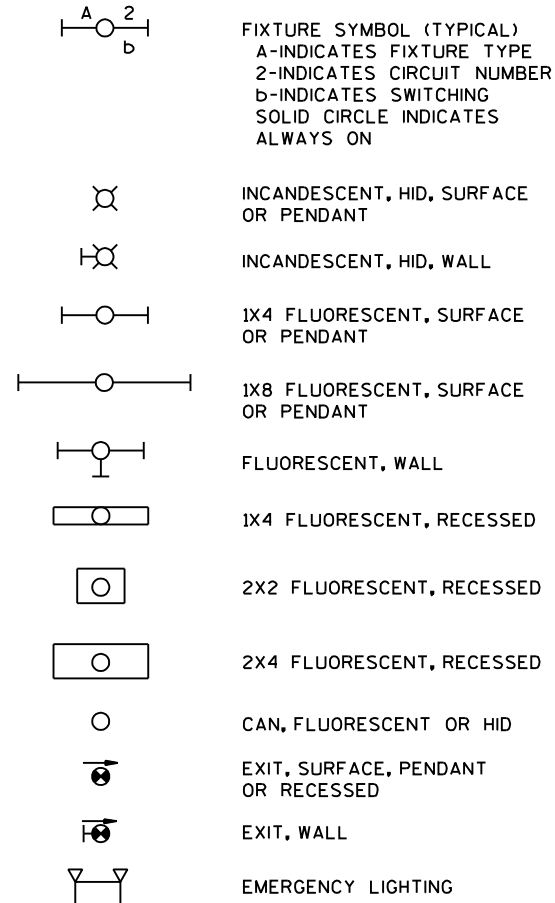 A 2
b
FIXTURE SYMBOL (TYPICAL)
A-INDICATES FIXTURE TYPE
2-INDICATES CIRCUIT NUMBER
b-INDICATES SWITCHING
SOLID CIRCLE INDICATES
ALWAYS ON
INCANDESCENT, HID, SURFACE
OR PENDANT
INCANDESCENT, HID, WALL
1X4 FLUORESCENT, SURFACE
OR PENDANT
1X8 FLUORESCENT, SURFACE
OR PENDANT
FLUORESCENT, WALL
1X4 FLUORESCENT, RECESSED
2X2 FLUORESCENT, RECESSED
2X4 FLUORESCENT, RECESSED
CAN, FLUORESCENT OR HID
EXIT, SURFACE, PENDANT
OR RECESSED
EXIT, WALL
EMERGENCY LIGHTING